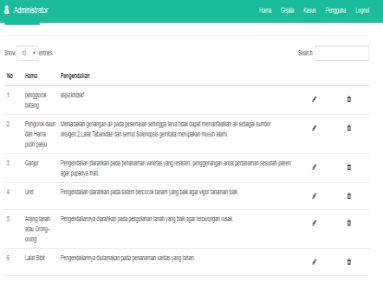 Administrator
Hama Gejala Kasus Pengguna Logout
Show 10 entries
Search
No Hama Pengendalian
1 penggorok batang
2 Pengorok daun dan Hama putih palsu Meniadakan genangan air pada persemaian sehingga larva tidak dapat memanfaatkan air sebagai sumber
oksigen,2.Lalat Tabanidae dan semut Solenopsis gemitata merupakan musuh alami.
3 Ganjur Pengendalian diarahkan pada penanaman varietas yang resisten, penggenangan areal pertanaman sesudah panen
agar pupanya mati.
4 Uret Pengendalian diarahkan pada sistem bercocok tanam yang baik agar vigor tanaman baik.
5 Anjing tanah atau Orong-orong Pengendaliannya diarahkan pada pengolahan tanah yang baik agar terowongan rusak.
6 Lalat Bibit Pengendaliannya diutamakan pada penanaman varitas yang tahan